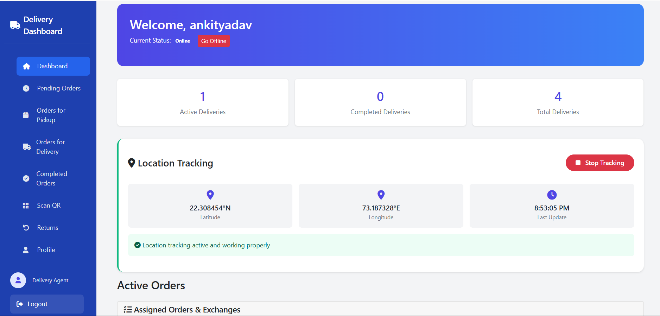 Delivery
Dashboard
Dashboard
Pending Orders
Orders for
Pickup
Orders for
Delivery
Completed
Orders
Scan QR
Returns
Profile
Delivery Agent
Logout
Welcome, ankityadav
Current Status: Online Go Offline
1
Active Deliveries
0
Completed Deliveries
4
Total Deliveries
Location Tracking
Stop Tracking
22.308454°N
Latitude
73.187328°E
Longitude
8:53:05 PM
Last Update
Location tracking active and working properly
Active Orders
Assigned Orders & Exchanges